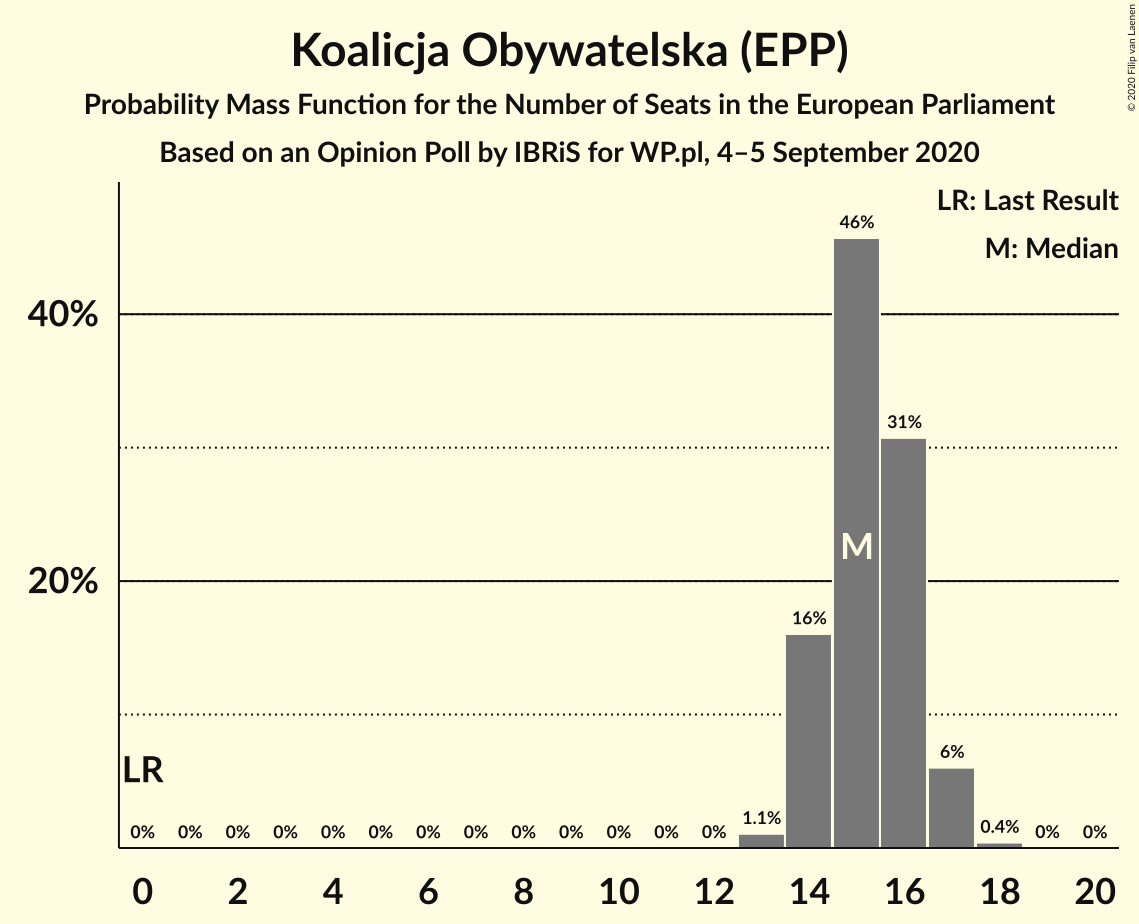 Koalicja Obywatelska (EPP)
Probability Mass Function for the Number of Seats in the European Parliament
Based on an Opinion Poll by IBRiS for WP.pl, 4–5 September 2020
© 2020 Filip van Laenen
LR: Last Result
M: Median
46%
40%
31%
M
20%
16%
LR
6%
0% 0% 0% 0% 0% 0% 0% 0% 0% 0% 0% 0% 0% 1.1% 0.4% 0% 0%
0 2 4 6 8 10 12 14 16 18 20